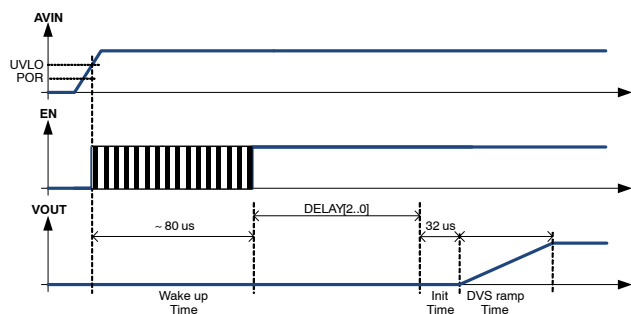 AVIN
UVLO
POR
EN
VOUT
DELAY[2..0]
~ 80 us
32 us
Wake up
Time
Init
Time
DVS ramp
Time